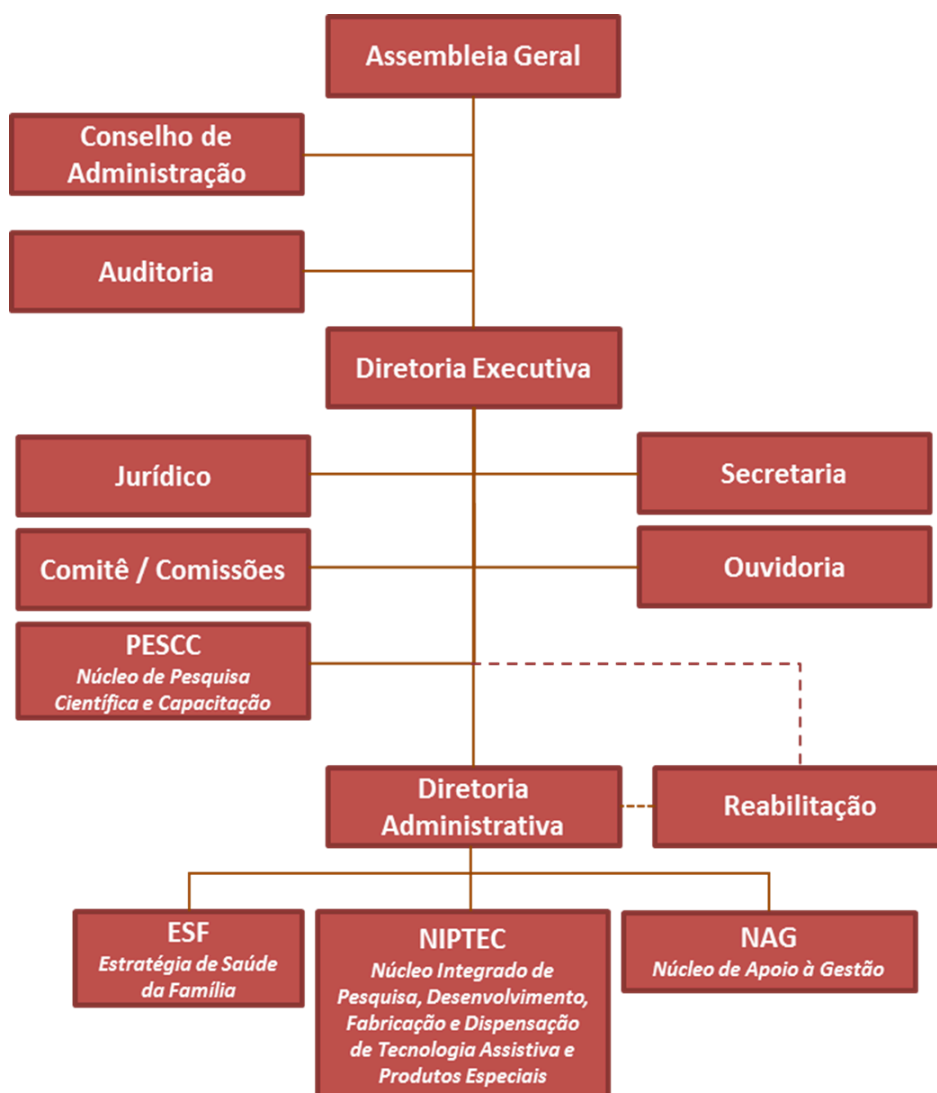 Assembleia Geral
Conselho de
Administração
Auditoria
Diretoria Executiva
Jurídico
Secretaria
Comitê / Comissões
Ouvidoria
PESCC
Núcleo de Pesquisa
Científica e Capacitação
Diretoria
Administrativa
Reabilitação
ESF
Estratégia de Saúde
da Família
NIPTEC
Núcleo Integrado de
Pesquisa, Desenvolvimento,
Fabricação e Dispensação
de Tecnologia Assistiva e
Produtos Especiais
NAG
Núcleo de Apoio à Gestão